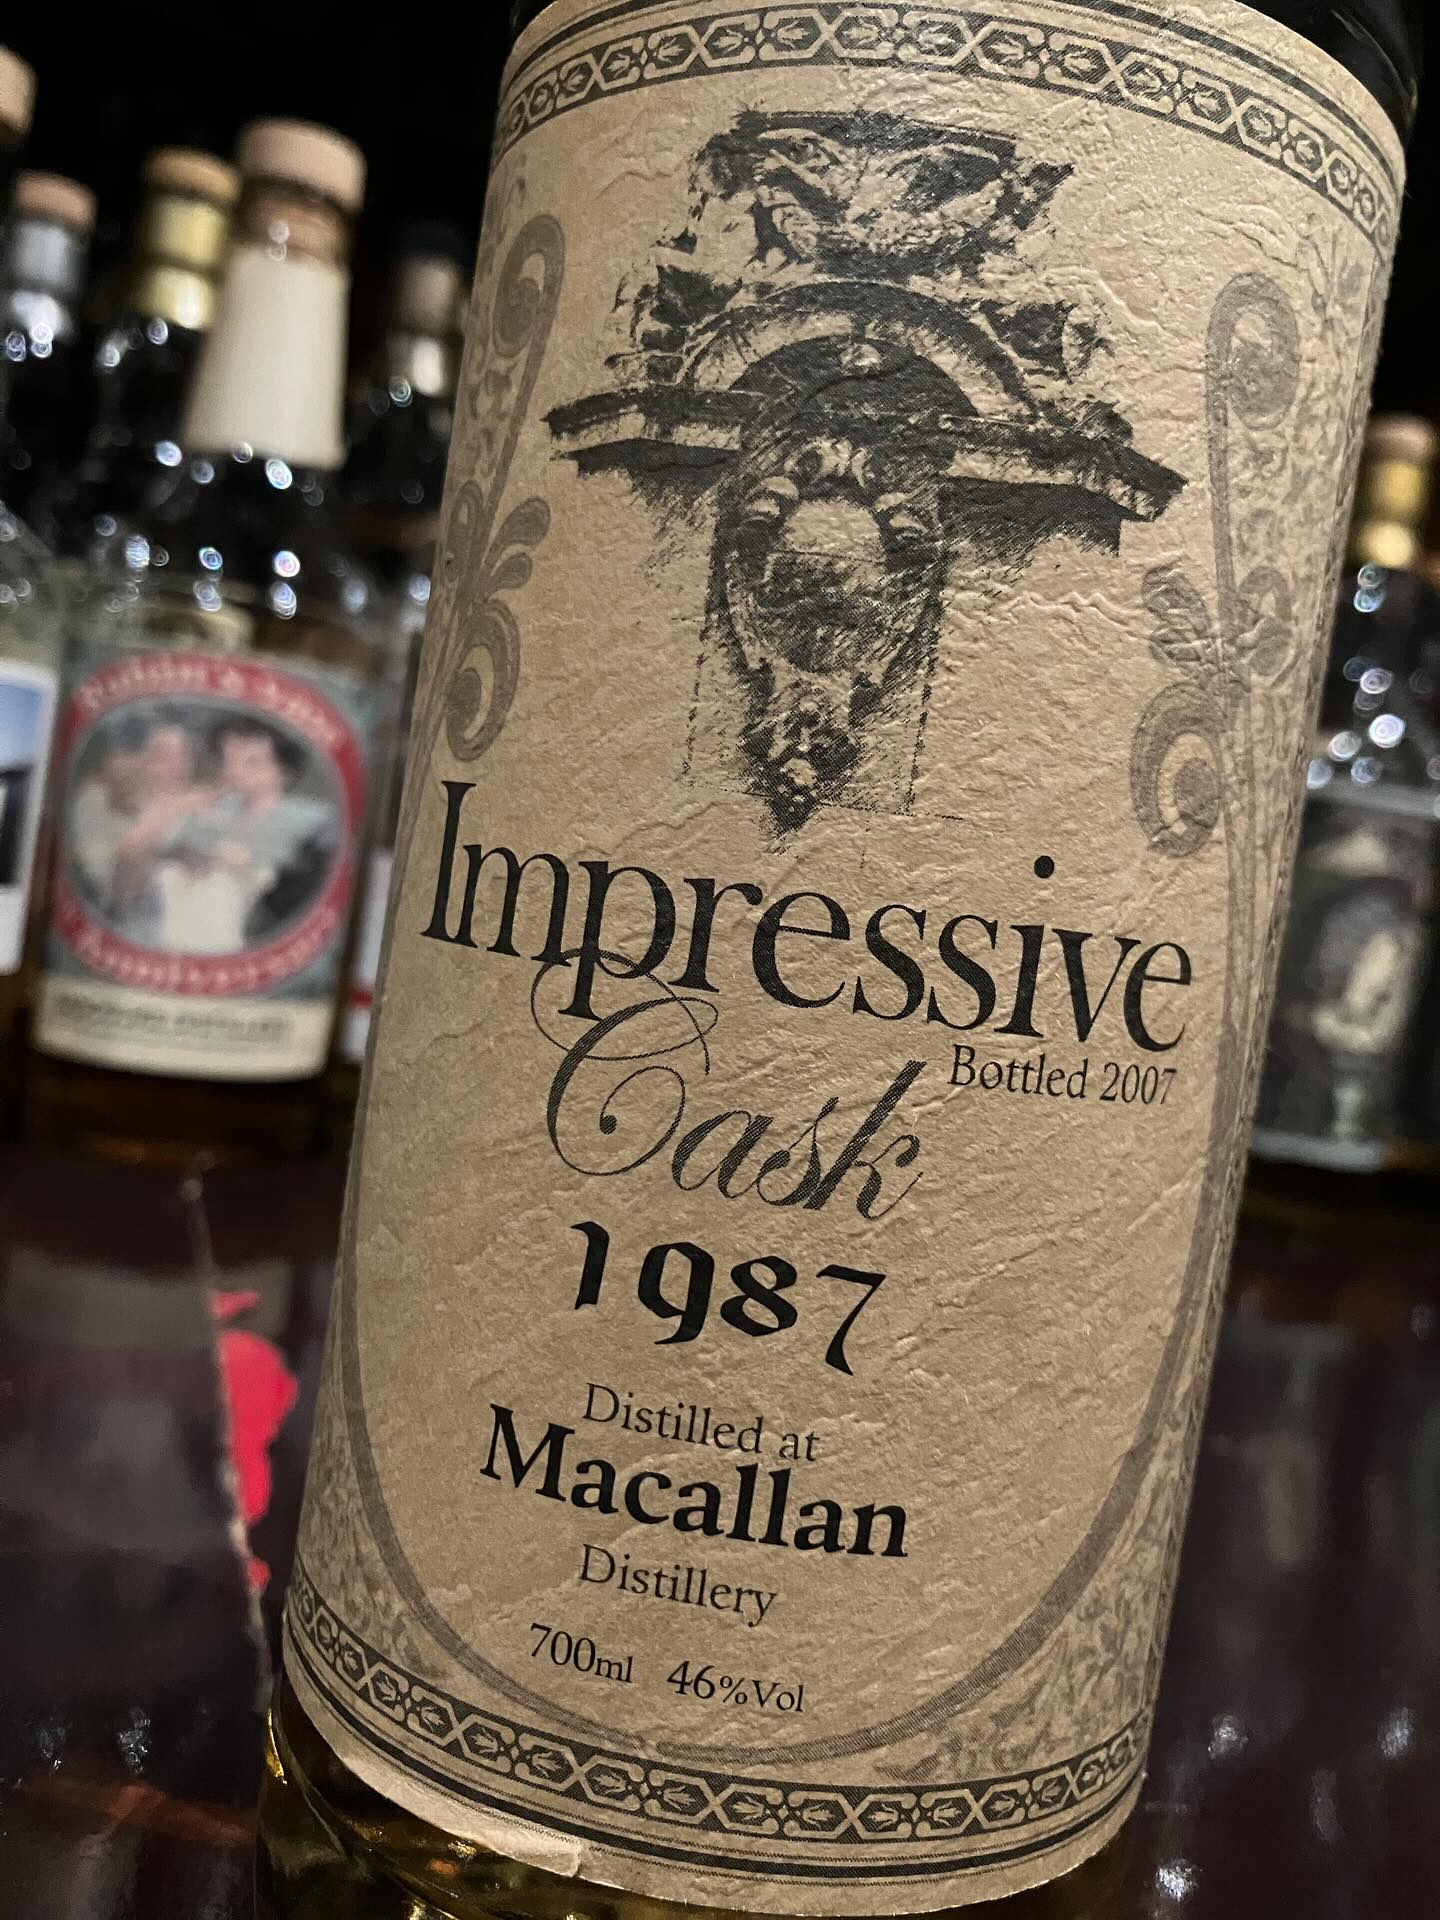 Impressive
Cask
Bottled 2007
1987
Distilled at
Macallan
Distillery
700ml 46%Vol